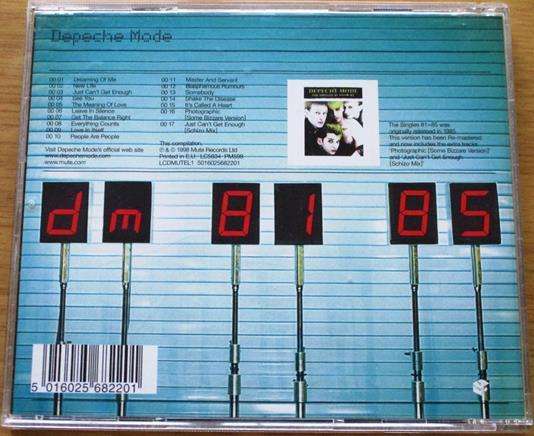 Depeche Mode
00 01 Dreaming Of Me
00 02 New Life
00 03 Just Can't Get Enough
00 04 See You
00 05 The Meaning Of Love
00 06 Leave In Silence
00 07 Get The Balance Right
00 08 Everything Counts
00 09 Love In Itself
00 10 People Are People
00 11 Master And Servant
00 12 Blasphemous Rumours
00 13 Somebody
00 14 Shake The Disease
00 15 It's Called A Heart
00 16 Photographic
[Some Bizzare Version]
00 17 Just Can't Get Enough
[Schizo Mix]
Visit Depeche Mode's official web site
www.depechemode.com
www.mute.com
This compilation
℗ & © 1998 Mute Records Ltd
Printed in E.U. LC5834 PM598
LCDMUTEL1 5016025682201
DEPECHE MODE
THE SINGLES 81-85
The Singles 81>85 was
originally released in 1985.
This version has been Re-mastered
and now includes the extra tracks
'Photographic [Some Bizzare Version]'
and 'Just Can't Get Enough
[Schizo Mix]'
dm 81 85
5 016025 682201